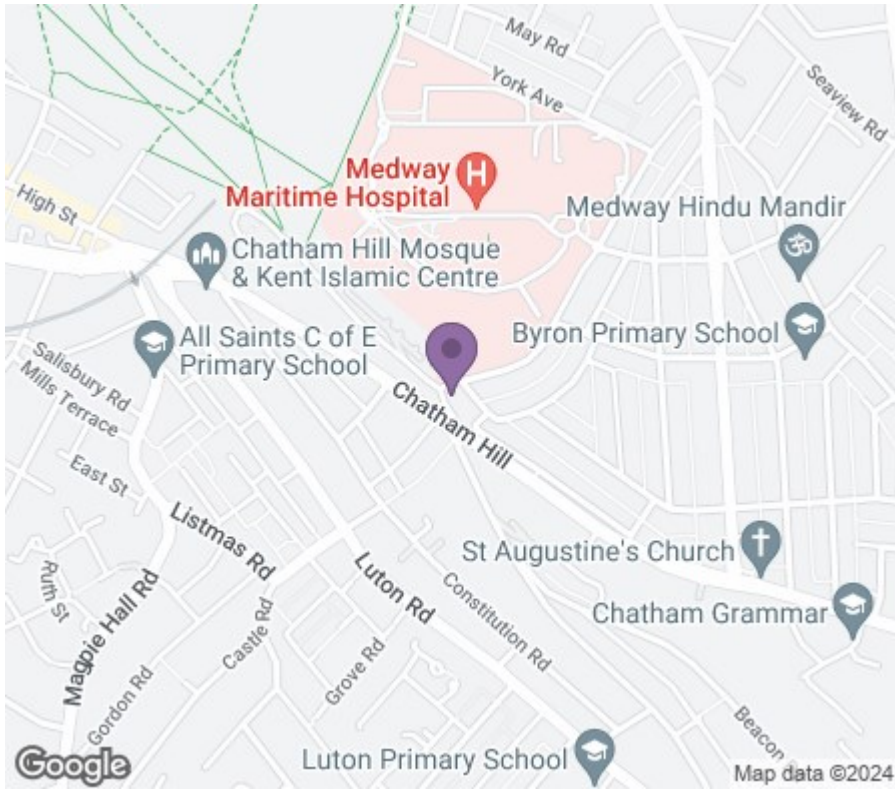 May Rd
York Ave
Seaview Rd
Medway
Maritime Hospital
H
High St
Medway Hindu Mandir
Chatham Hill Mosque
& Kent Islamic Centre
All Saints C of E
Primary School
Byron Primary School
Salisbury Rd
Mills Terrace
Chatham Hill
East St
Listmas Rd
St Augustine's Church
Ruth St
Luton Rd
Constitution Rd
Chatham Grammar
Magpie Hall Rd
Castle Rd
Grove Rd
Gordon Rd
Beacon
Luton Primary School
Google
Map data ©2024